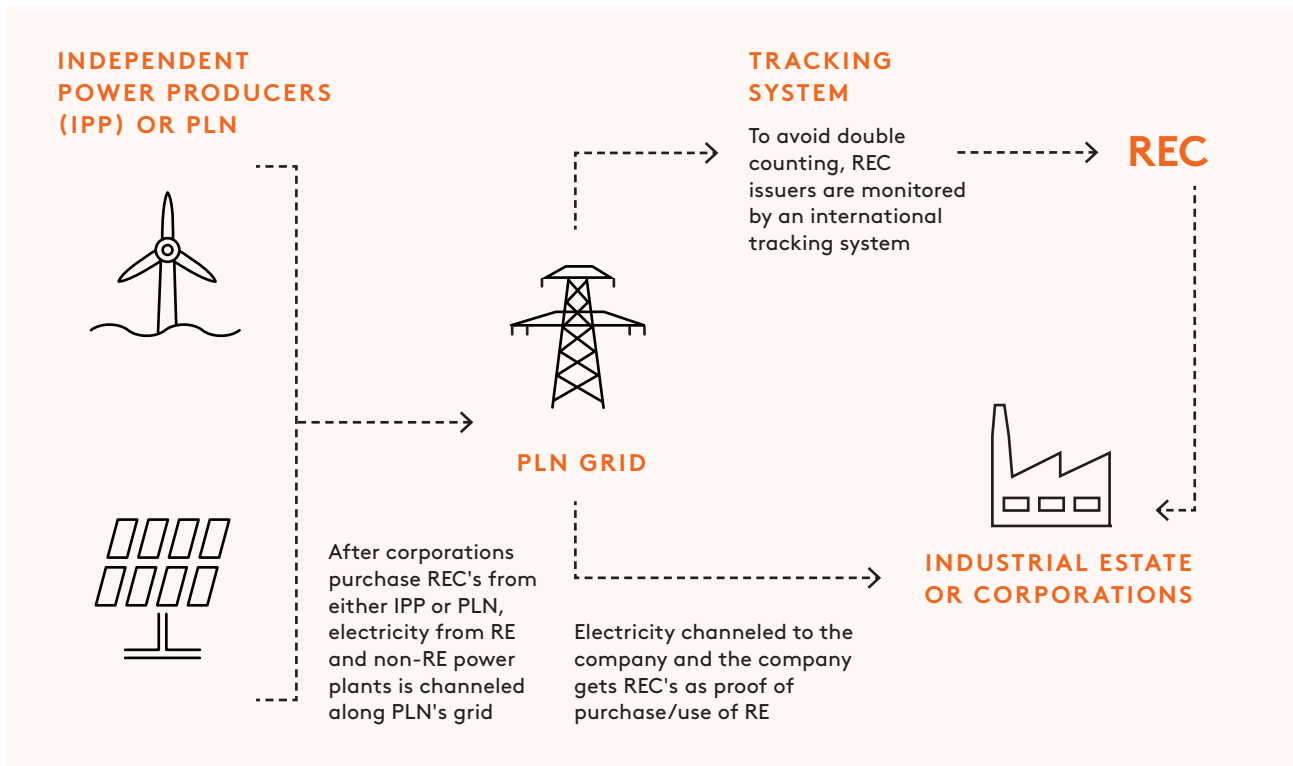 INDEPENDENT
POWER PRODUCERS
(IPP) OR PLN
TRACKING
SYSTEM
To avoid double
counting, REC
issuers are monitored
by an international
tracking system
REC
PLN GRID
After corporations
purchase REC's from
either IPP or PLN,
electricity from RE
and non-RE power
plants is channeled
along PLN's grid
Electricity channeled to the
company and the company
gets REC's as proof of
purchase/use of RE
INDUSTRIAL ESTATE
OR CORPORATIONS